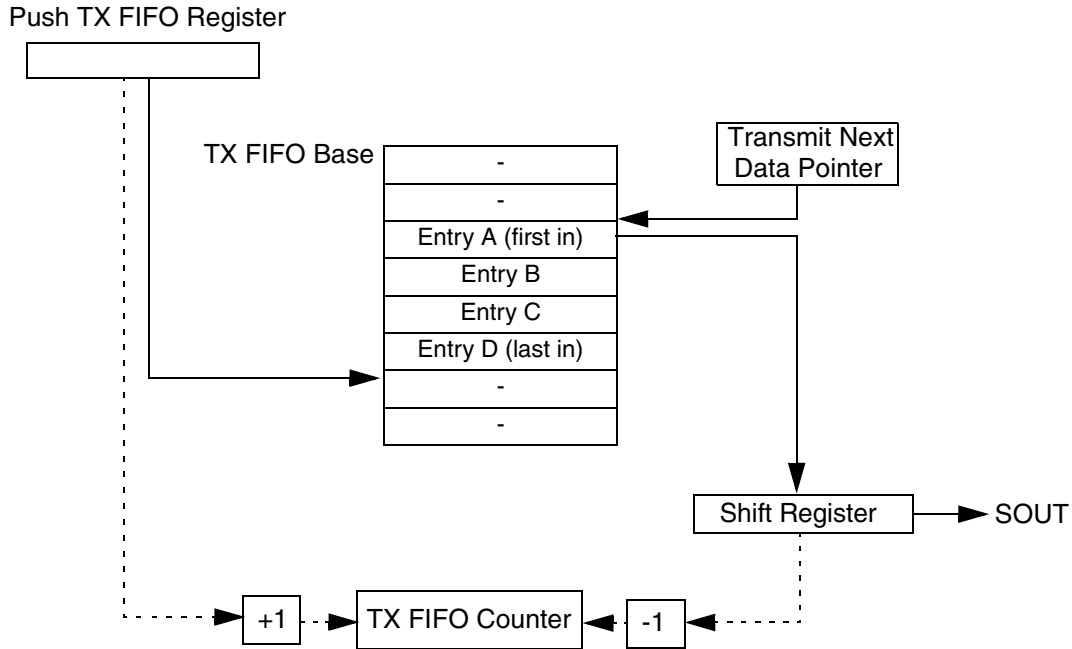 Push TX FIFO Register
TX FIFO Base
-
-
Entry A (first in)
Entry B
Entry C
Entry D (last in)
-
-
Transmit Next
Data Pointer
Shift Register
SOUT
+1
TX FIFO Counter
-1